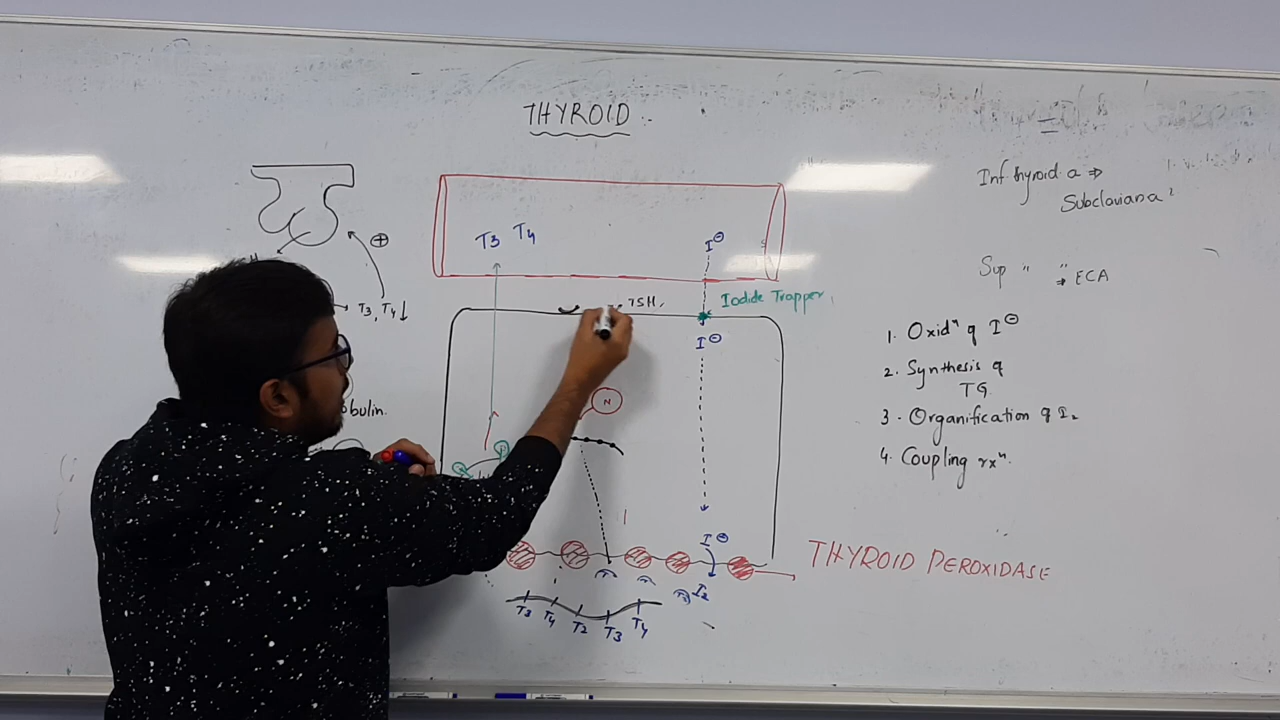 THYROID :-
Inf thyroid a ⇒
Subclavian a
T3 T4
I⊖
Sup " " ⇒ ECA
⊕
T3, T4 ↓
TSH,
Iodide Trapper
I⊖
1. Oxidⁿ of I⊖
2. Synthesis of
TG
3. Organification of I2
4. Coupling rxⁿ.
N
bulin.
I⊖
I2
THYROID PEROXIDASE
T3 T4 T2 T3 T4